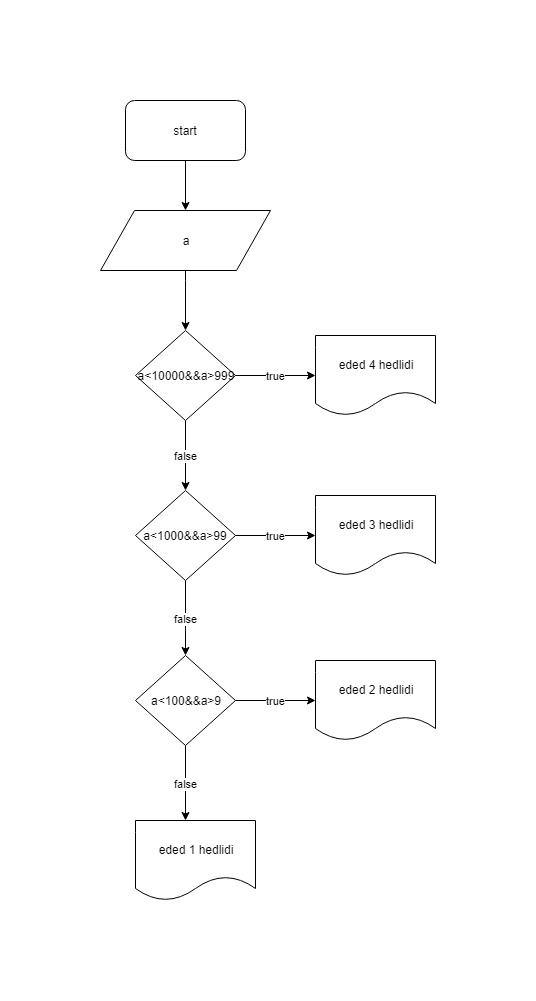 start
a
a<10000&&a>999
true
eded 4 hedlidi
false
a<1000&&a>99
true
eded 3 hedlidi
false
a<100&&a>9
true
eded 2 hedlidi
false
eded 1 hedlidi